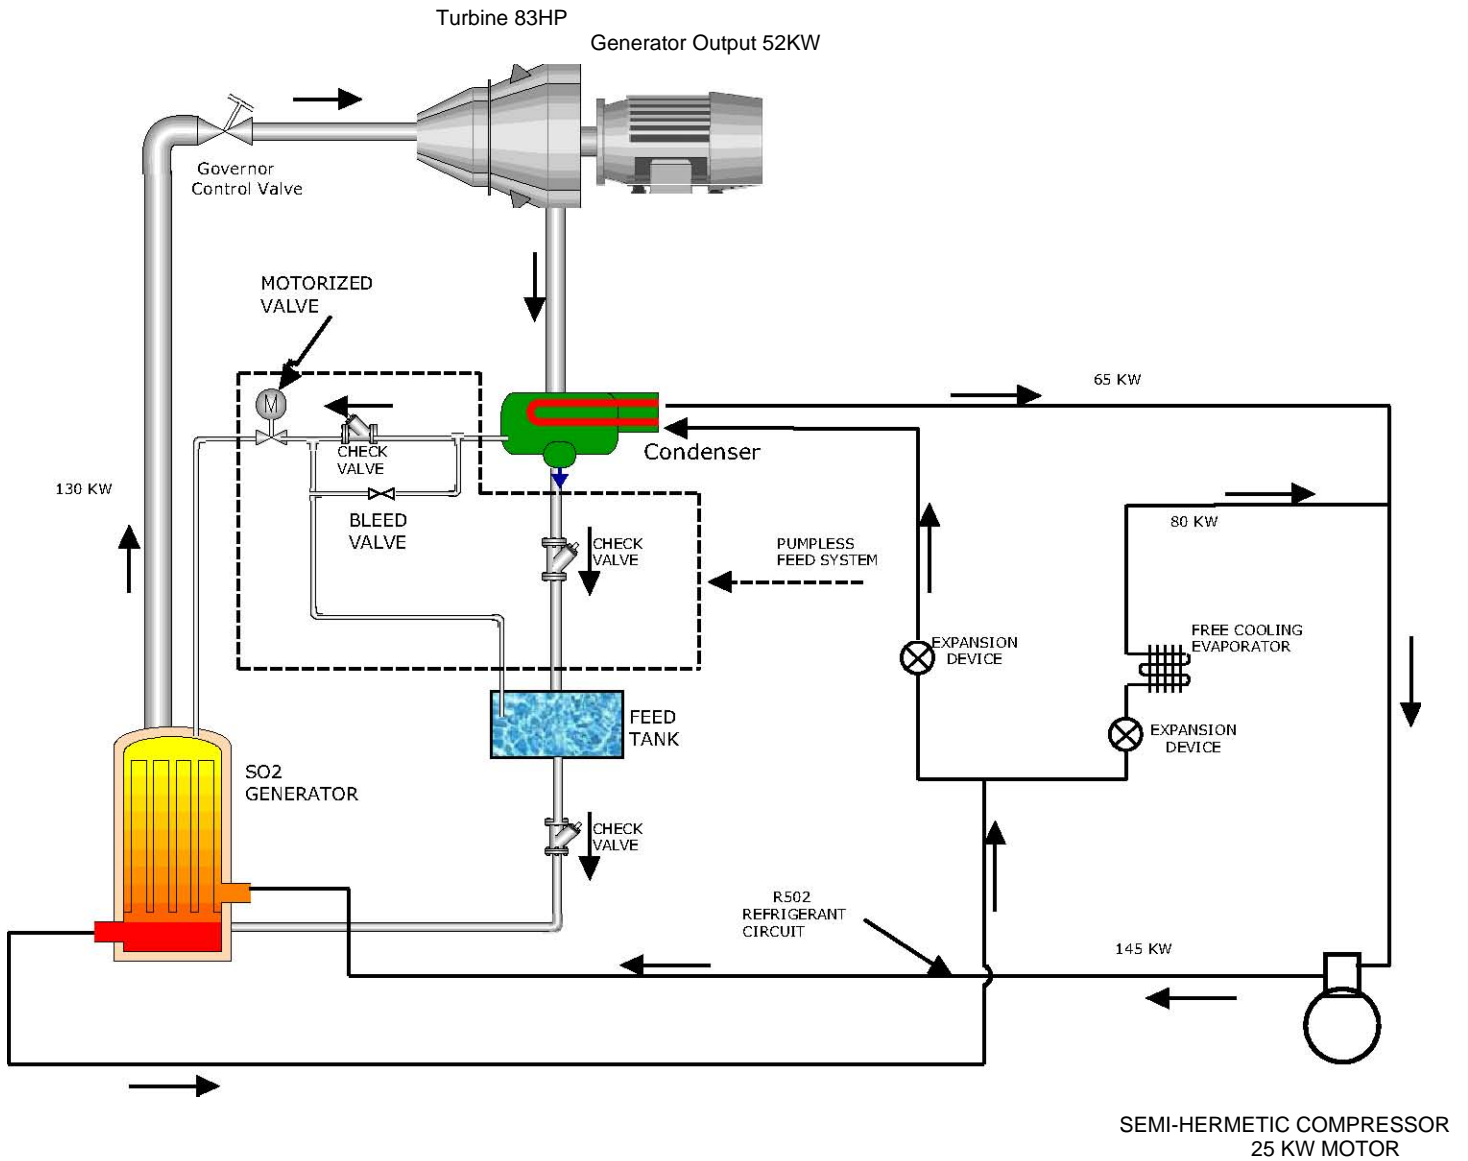 Turbine 83HP
Generator Output 52KW
Governor
Control Valve
MOTORIZED
VALVE
M
CHECK
VALVE
BLEED
VALVE
Condenser
65 KW
130 KW
80 KW
CHECK
VALVE
PUMPLESS
FEED SYSTEM
EXPANSION
DEVICE
FREE COOLING
EVAPORATOR
FEED
TANK
EXPANSION
DEVICE
SO2
GENERATOR
CHECK
VALVE
R502
REFRIGERANT
CIRCUIT
145 KW
SEMI-HERMETIC COMPRESSOR
25 KW MOTOR